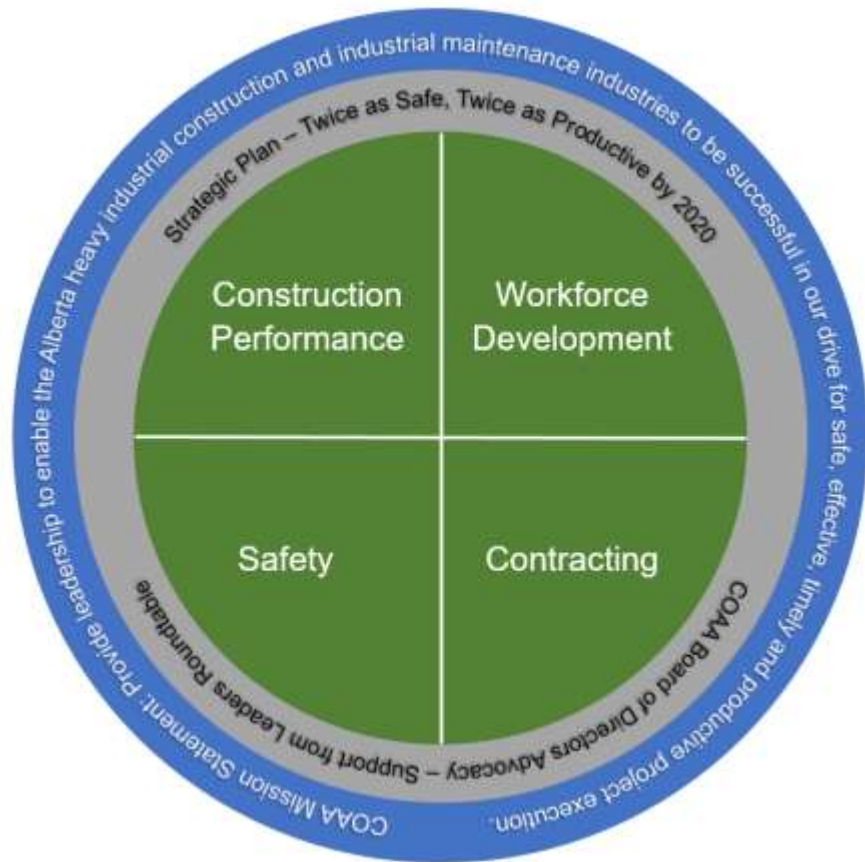 COAA Mission Statement: Provide leadership to enable the Alberta heavy industrial construction and industrial maintenance industries to be successful in our drive for safe, effective, timely and productive project execution.
Strategic Plan – Twice as Safe, Twice as Productive by 2020
Construction
Performance
Workforce
Development
Safety
Contracting
COAA Board of Directors Advocacy – Support from Leaders Roundtable